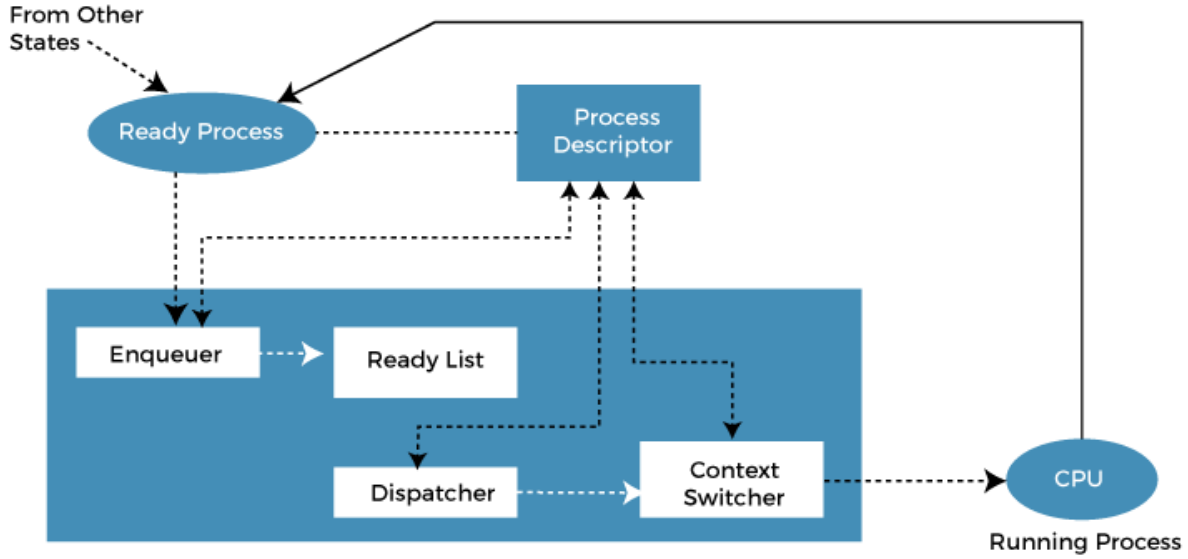 From Other
States
Ready Process
Process
Descriptor
Enqueuer
Ready List
Dispatcher
Context
Switcher
CPU
Running Process